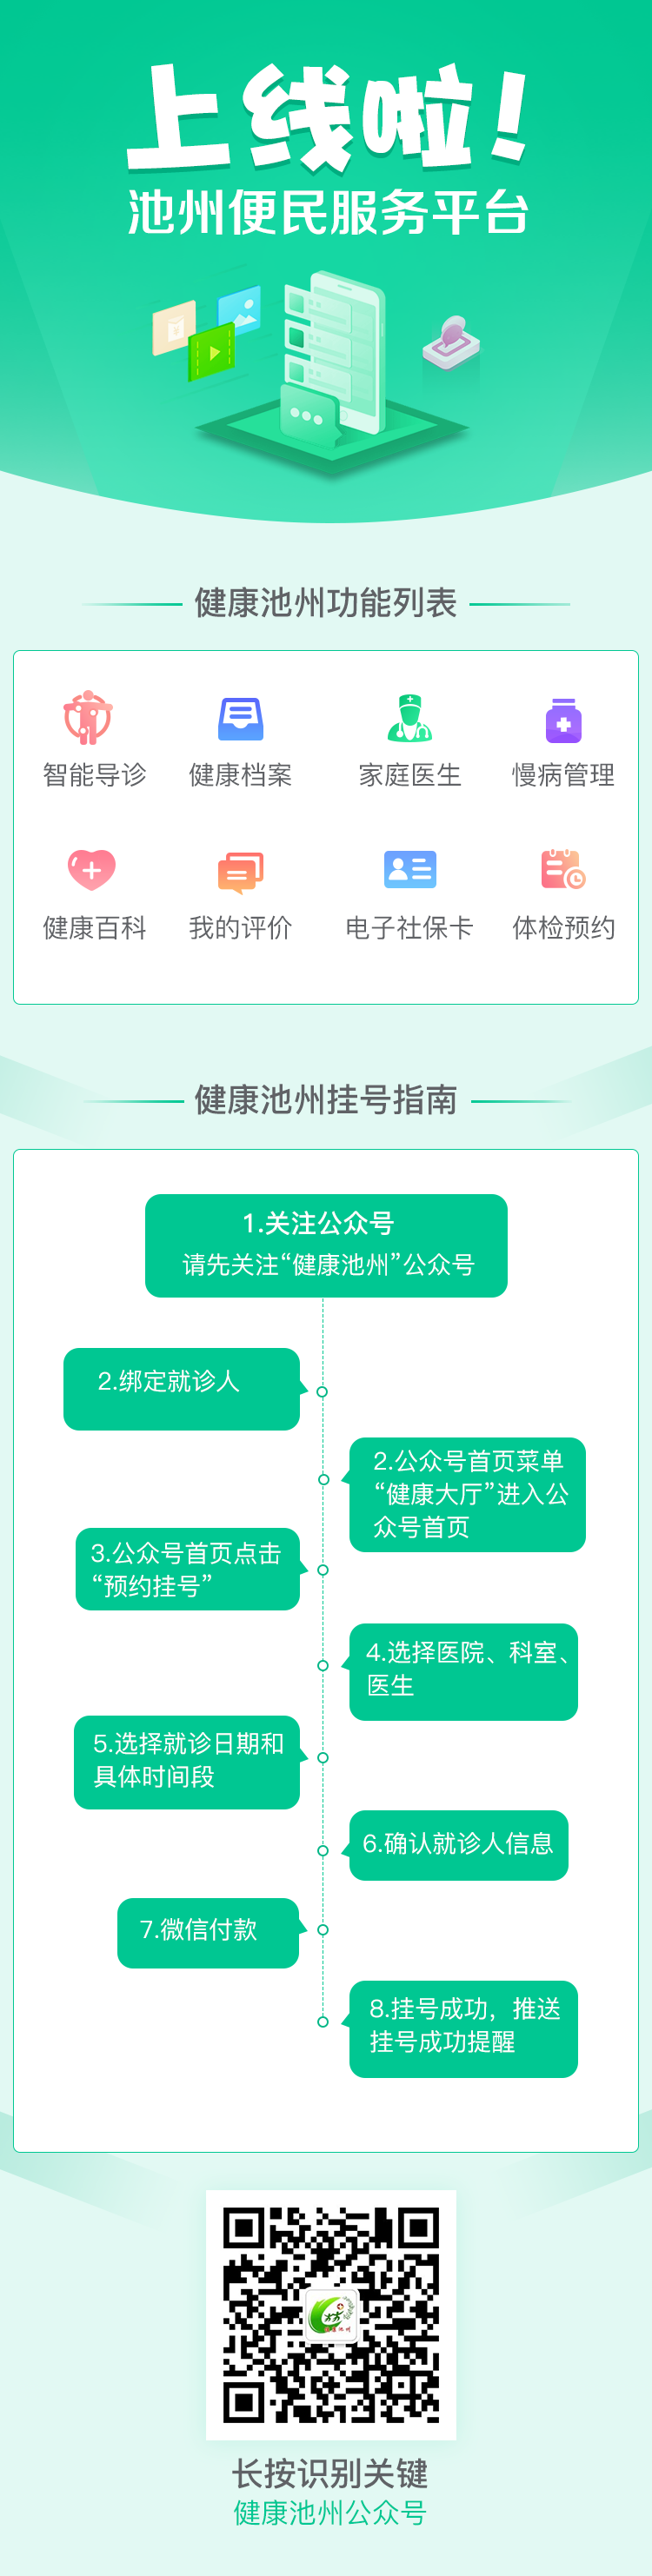 上线啦!
池州便民服务平台
健康池州功能列表
智能导诊
健康档案
家庭医生
慢病管理
健康百科
我的评价
电子社保卡
体检预约
健康池州挂号指南
1.关注公众号
请先关注“健康池州”公众号
2.绑定就诊人
2.公众号首页菜单
“健康大厅”进入公
众号首页
3.公众号首页点击
“预约挂号”
4.选择医院、科室、
医生
5.选择就诊日期和
具体时间段
6.确认就诊人信息
7.微信付款
8.挂号成功，推送
挂号成功提醒
长按识别关键
健康池州公众号